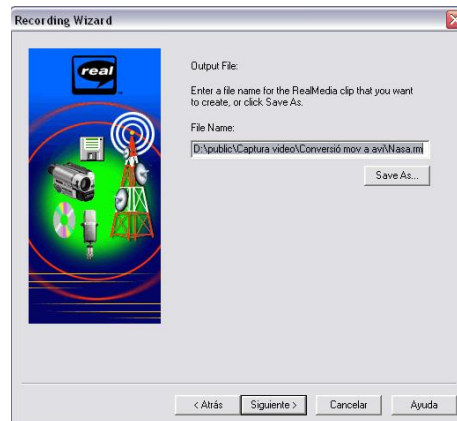 Recording Wizard
real
Output File:
Enter a file name for the RealMedia clip that you want
to create, or click Save As.
File Name:
D:\public\Captura video\Conversió mov a avi\Nasa.rm
Save As...
< Atrás
Siguiente >
Cancelar
Ayuda